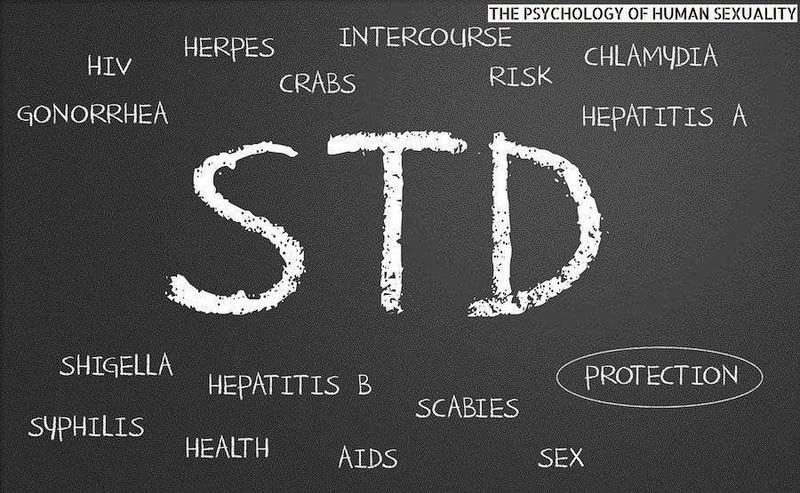 THE PSYCHOLOGY OF HUMAN SEXUALITY
INTERCOURSE
HERPES
CHLAMYDIA
HIV
CRABS
RISK
GONORRHEA
HEPATITIS A
STD
SHIGELLA
HEPATITIS B
PROTECTION
SCABIES
SYPHILIS
HEALTH
AIDS
SEX